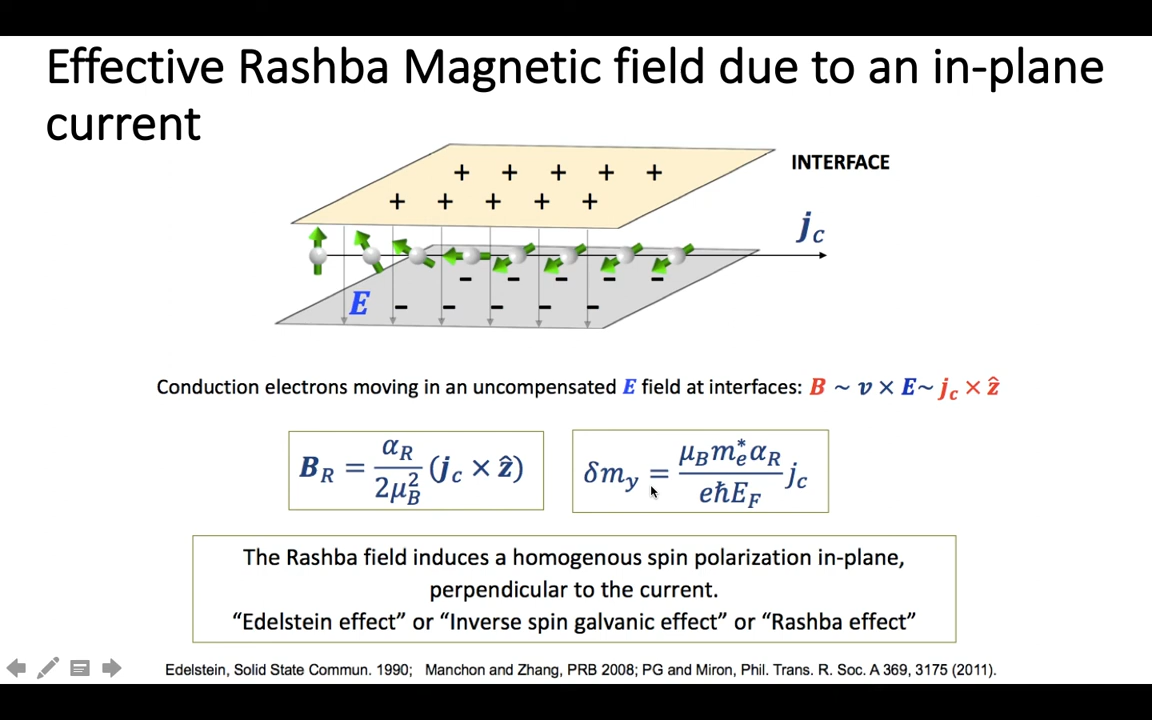 Effective Rashba Magnetic field due to an in-plane
current
+ + + + +
INTERFACE
+ + + + +
j_c
- - - - -
E
- - - - -
Conduction electrons moving in an uncompensated E field at interfaces: B ~ v × E~ j_c × ẑ
B_R = α_R / 2μ_B^2 (j_c × ẑ)
δm_y = μ_B m_e^* α_R / eħE_F j_c
The Rashba field induces a homogenous spin polarization in-plane,
perpendicular to the current.
“Edelstein effect” or “Inverse spin galvanic effect” or “Rashba effect”
Edelstein, Solid State Commun. 1990; Manchon and Zhang, PRB 2008; PG and Miron, Phil. Trans. R. Soc. A 369, 3175 (2011).